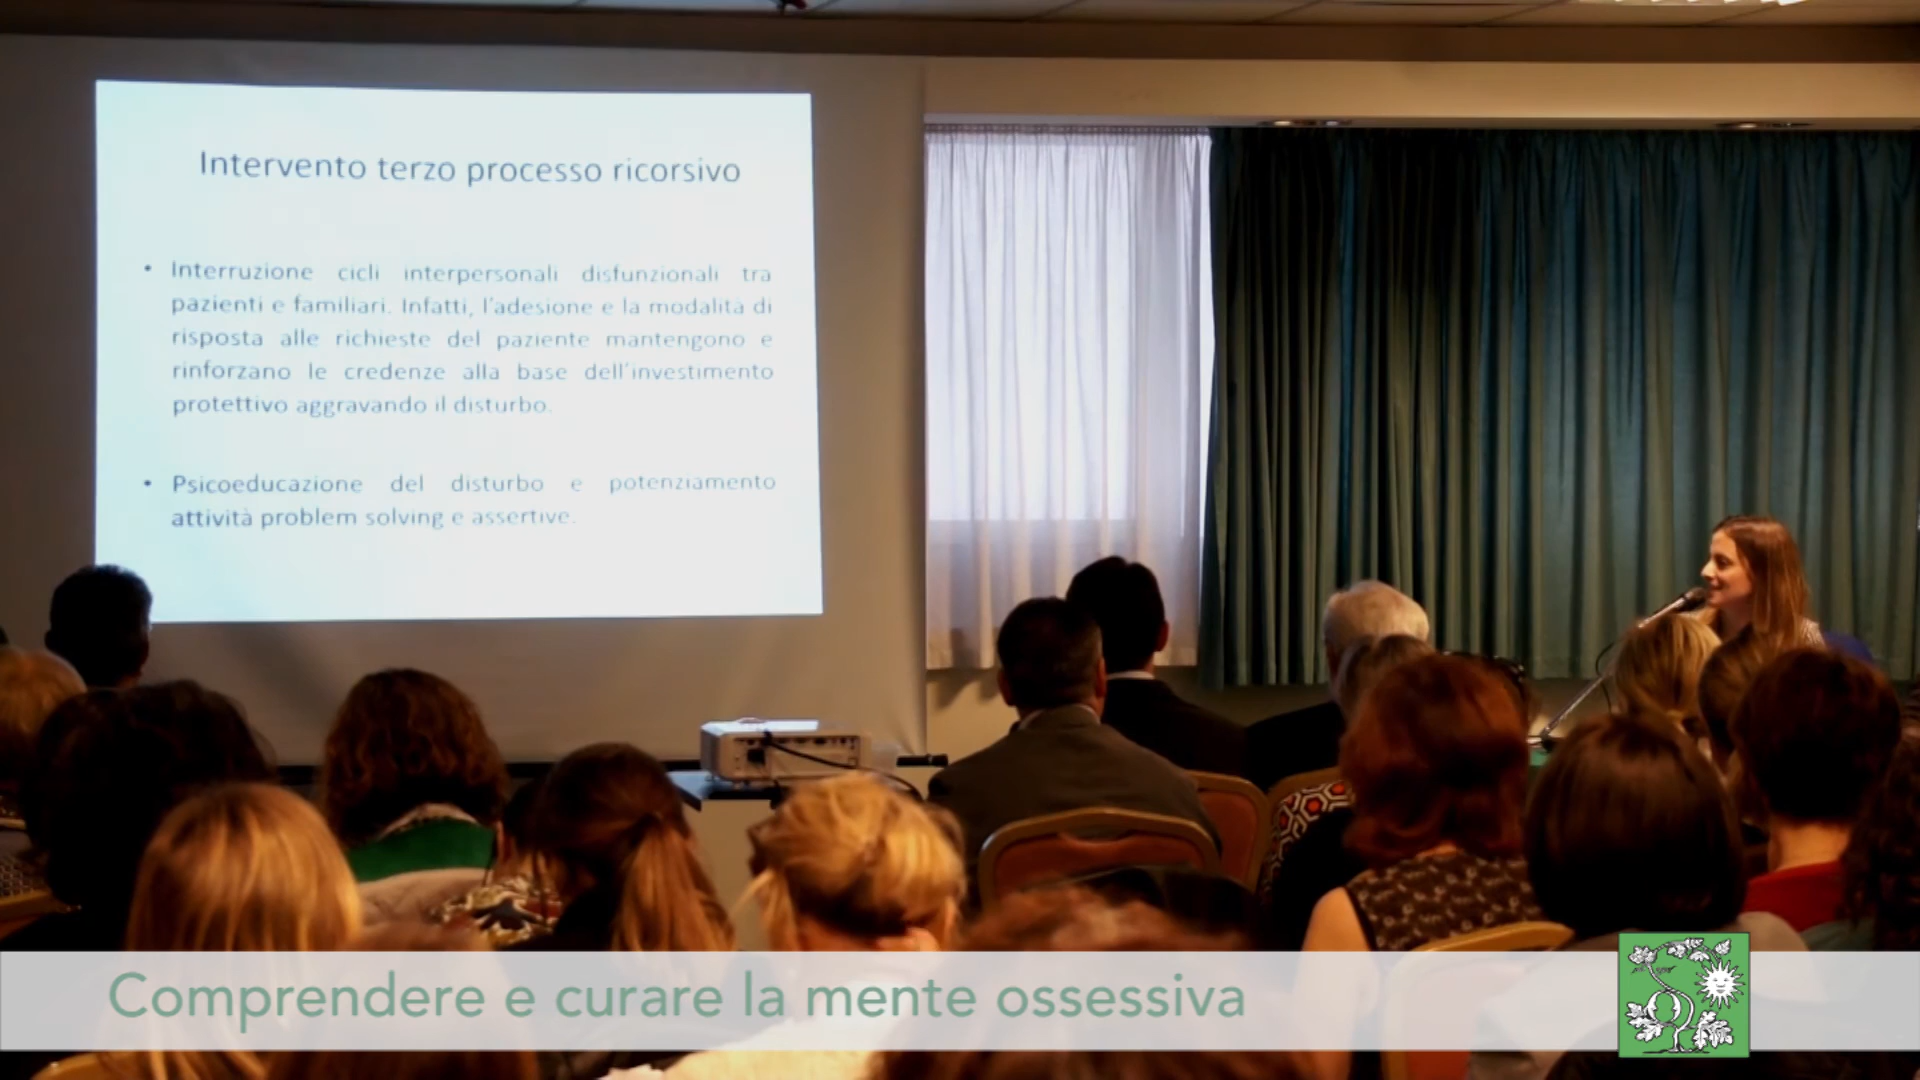 Intervento terzo processo ricorsivo
• Interruzione cicli interpersonali disfunzionali tra
pazienti e familiari. Infatti, l'adesione e la modalità di
risposta alle richieste del paziente mantengono e
rinforzano le credenze alla base dell'investimento
protettivo aggravando il disturbo.
• Psicoeducazione del disturbo e potenziamento
attività problem solving e assertive.
Comprendere e curare la mente ossessiva